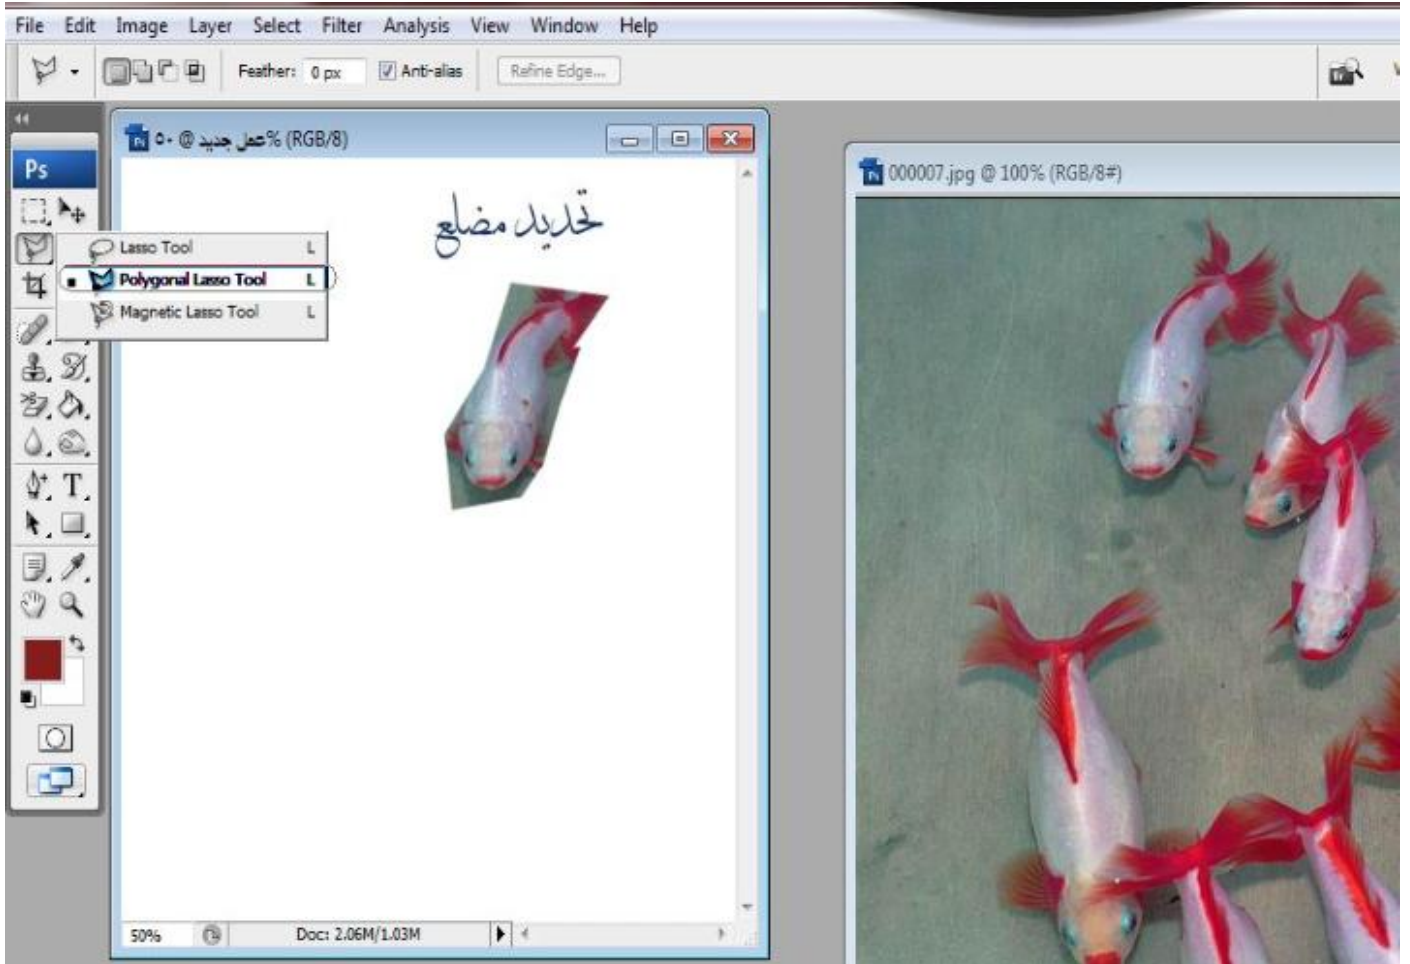 File Edit Image Layer Select Filter Analysis View Window Help
Feather: 0 px Anti-alias Refine Edge...
Ps
عمل جديد @ ٥٠% (RGB/8)
000007.jpg @ 100% (RGB/8#)
تحديد مضلع
Lasso Tool L
Polygonal Lasso Tool L
Magnetic Lasso Tool L
T
50% Doc: 2.06M/1.03M